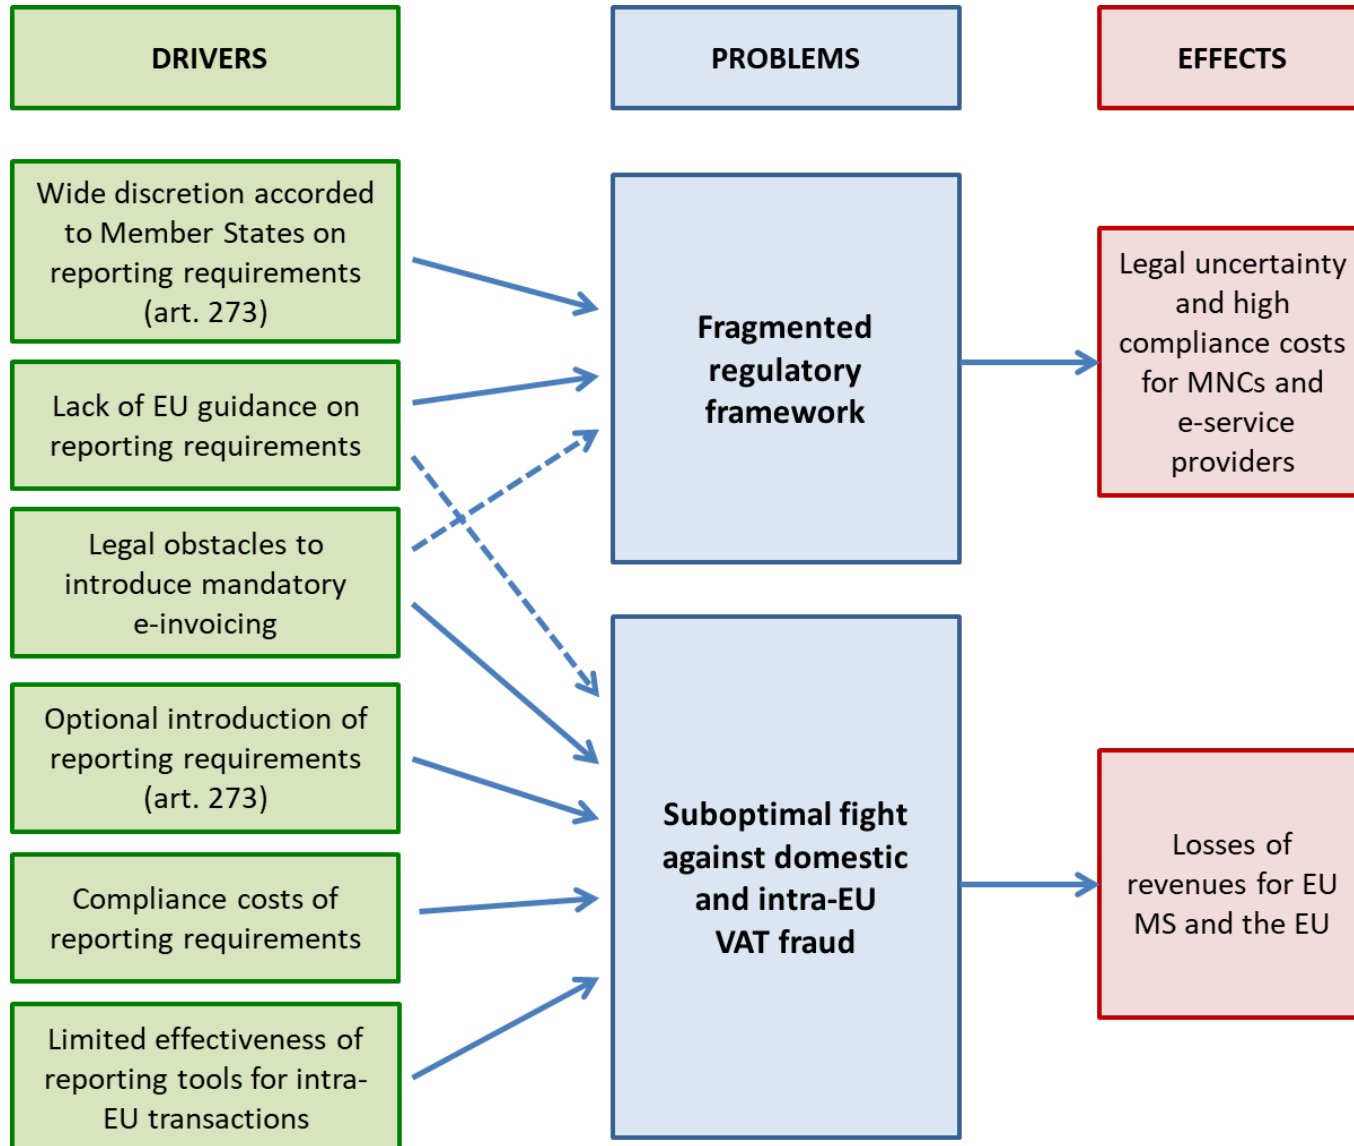 DRIVERS
PROBLEMS
EFFECTS
Wide discretion accorded
to Member States on
reporting requirements
(art. 273)
Lack of EU guidance on
reporting requirements
Legal obstacles to
introduce mandatory
e-invoicing
Optional introduction of
reporting requirements
(art. 273)
Compliance costs of
reporting requirements
Limited effectiveness of
reporting tools for intra-
EU transactions
Fragmented
regulatory
framework
Suboptimal fight
against domestic
and intra-EU
VAT fraud
Legal uncertainty
and high
compliance costs
for MNCs and
e-service
providers
Losses of
revenues for EU
MS and the EU